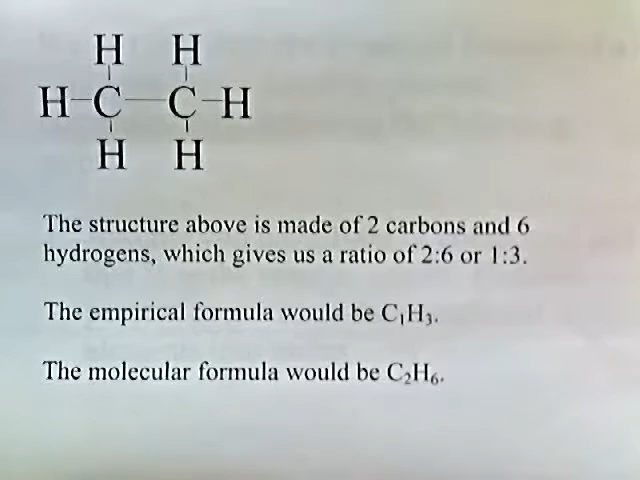 H H
H-C-C-H
H H
The structure above is made of 2 carbons and 6
hydrogens, which gives us a ratio of 2:6 or 1:3.
The empirical formula would be C₁H₃.
The molecular formula would be C₂H₆.